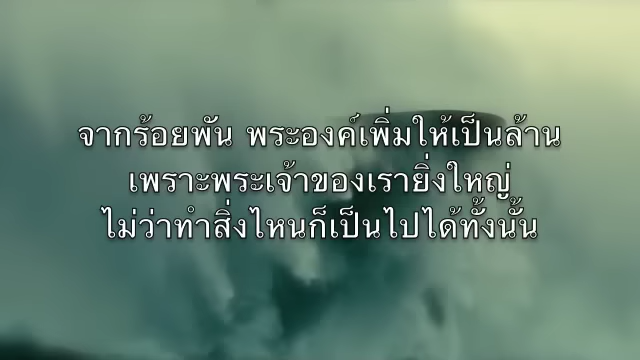 จากร้อยพัน พระองค์เพิ่มให้เป็นล้าน
เพราะพระเจ้าของเรายิ่งใหญ่
ไม่ว่าทำสิ่งไหนก็เป็นไปได้ทั้งนั้น